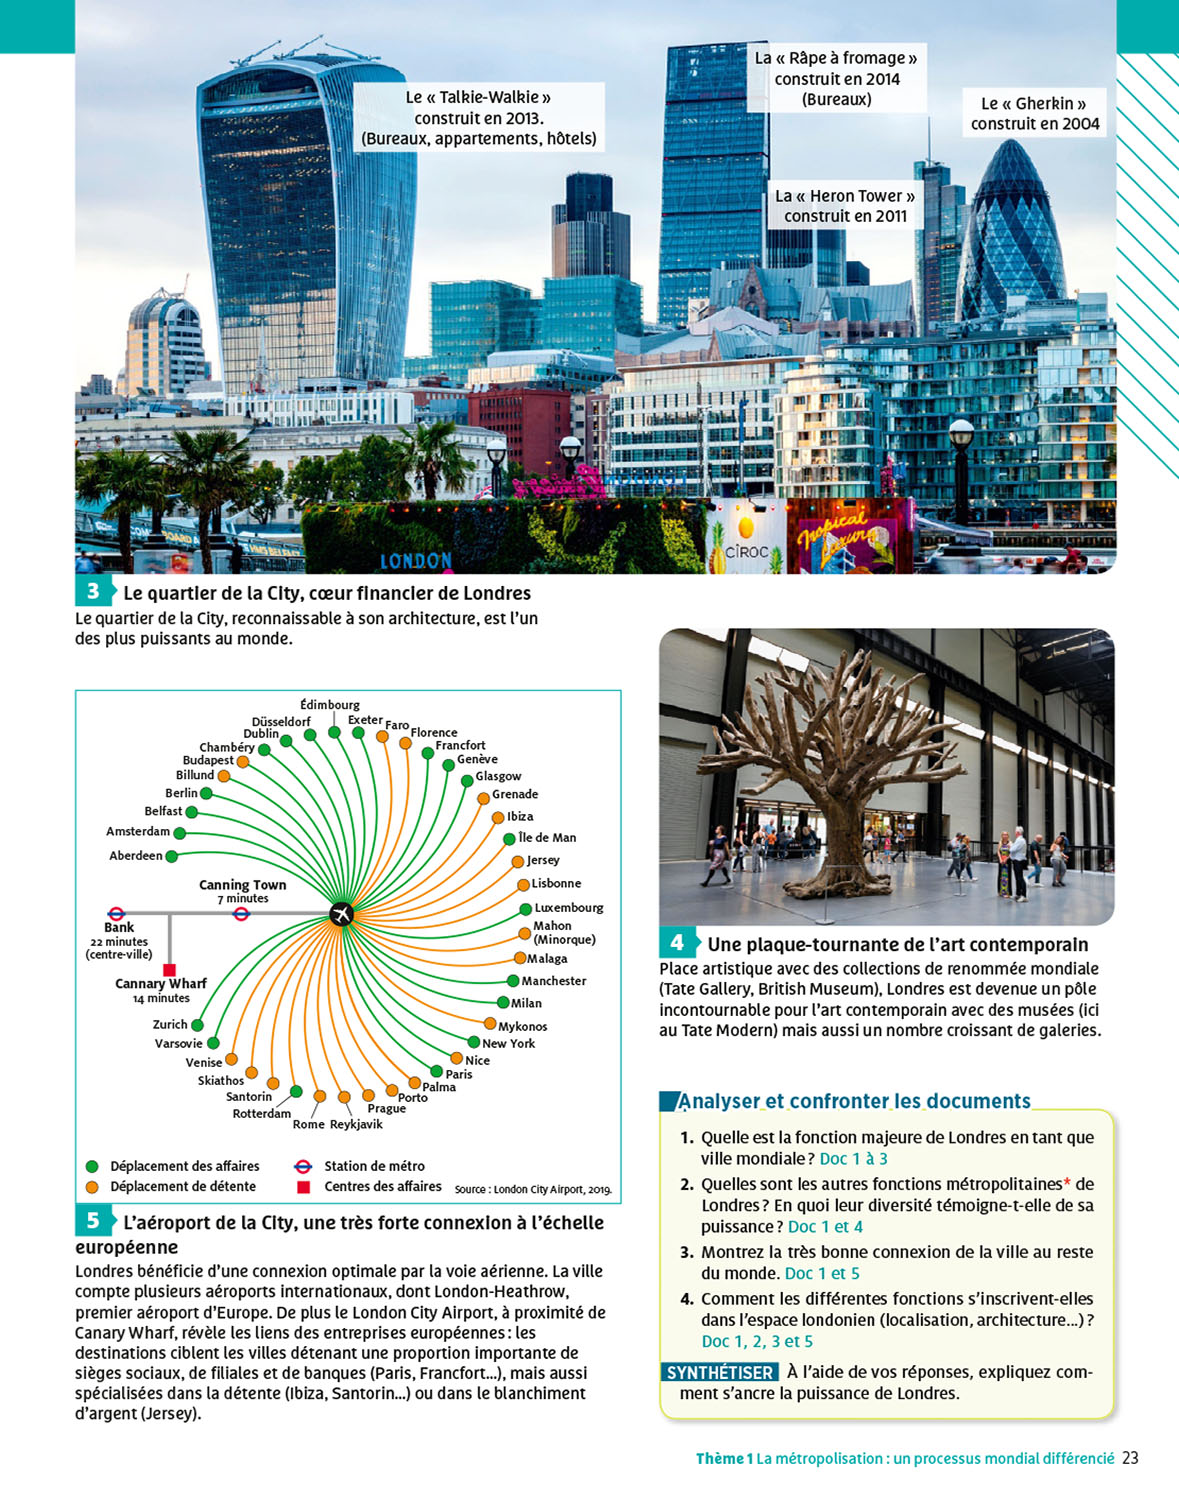 Le « Talkie-Walkie »
construit en 2013.
(Bureaux, appartements, hôtels)
La « Râpe à fromage »
construit en 2014
(Bureaux)
Le « Gherkin »
construit en 2004
La « Heron Tower »
construit en 2011
LONDON
CÎROC
Tropical
Luxury
3 Le quartier de la City, cœur financier de Londres
Le quartier de la City, reconnaissable à son architecture, est l’un
des plus puissants au monde.
Édimbourg
Düsseldorf
Dublin
Chambéry
Budapest
Billund
Berlin
Belfast
Amsterdam
Aberdeen
Exeter
Faro
Florence
Francfort
Genève
Glasgow
Grenade
Ibiza
Île de Man
Jersey
Lisbonne
Luxembourg
Mahon
(Minorque)
Malaga
Manchester
Milan
Mykonos
New York
Nice
Paris
Palma
Porto
Prague
Reykjavik
Rome
Rotterdam
Santorin
Skiathos
Venise
Varsovie
Zurich
Canning Town
7 minutes
Bank
22 minutes
(centre-ville)
Cannary Wharf
14 minutes
Déplacement des affaires
Station de métro
Déplacement de détente
Centres des affaires
Source : London City Airport, 2019.
5 L’aéroport de la City, une très forte connexion à l’échelle
européenne
Londres bénéficie d’une connexion optimale par la voie aérienne. La ville
compte plusieurs aéroports internationaux, dont London-Heathrow,
premier aéroport d’Europe. De plus le London City Airport, à proximité de
Canary Wharf, révèle les liens des entreprises européennes : les
destinations ciblent les villes détenant une proportion importante de
sièges sociaux, de filiales et de banques (Paris, Francfort...), mais aussi
spécialisées dans la détente (Ibiza, Santorin...) ou dans le blanchiment
d’argent (Jersey).
4 Une plaque-tournante de l’art contemporain
Place artistique avec des collections de renommée mondiale
(Tate Gallery, British Museum), Londres est devenue un pôle
incontournable pour l’art contemporain avec des musées (ici
au Tate Modern) mais aussi un nombre croissant de galeries.
Analyser et confronter les documents
1. Quelle est la fonction majeure de Londres en tant que
ville mondiale ? Doc 1 à 3
2. Quelles sont les autres fonctions métropolitaines* de
Londres ? En quoi leur diversité témoigne-t-elle de sa
puissance ? Doc 1 et 4
3. Montrez la très bonne connexion de la ville au reste
du monde. Doc 1 et 5
4. Comment les différentes fonctions s’inscrivent-elles
dans l’espace londonien (localisation, architecture...) ?
Doc 1, 2, 3 et 5
SYNTHÉTISER À l’aide de vos réponses, expliquez com-
ment s’ancre la puissance de Londres.
Thème 1 La métropolisation : un processus mondial différencié 23